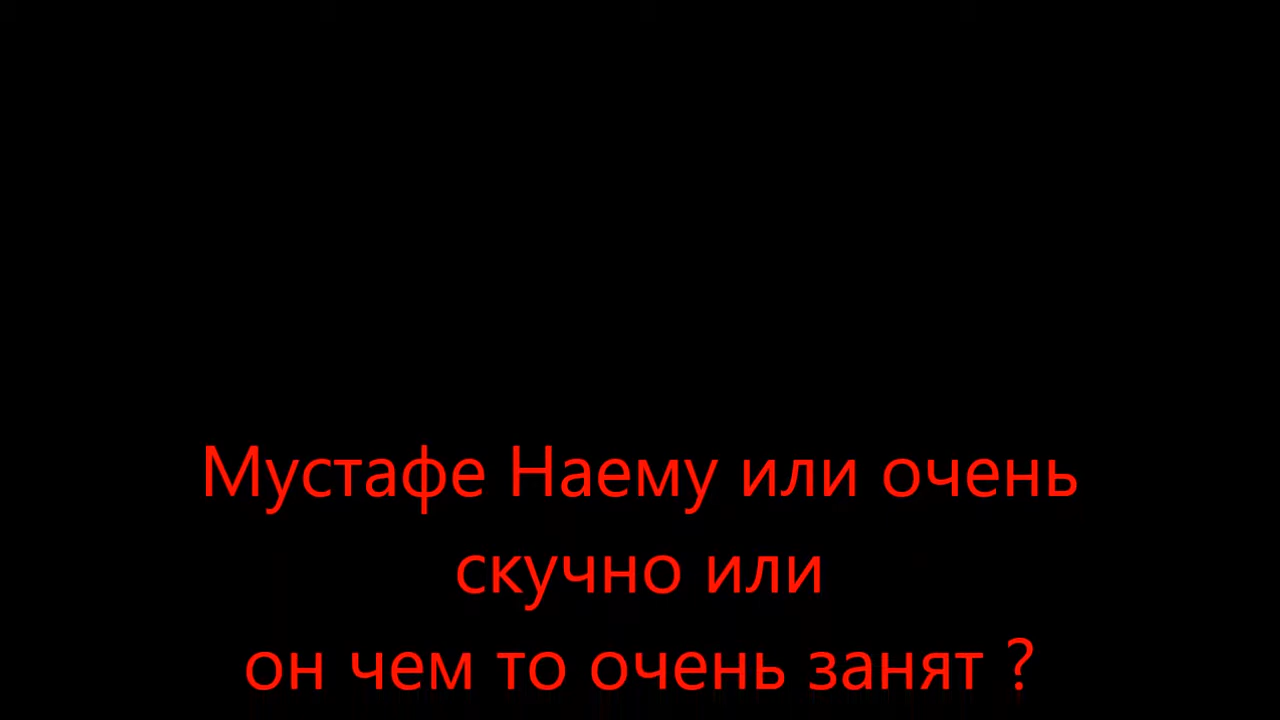 Мустафе Наему или очень
скучно или
он чем то очень занят ?